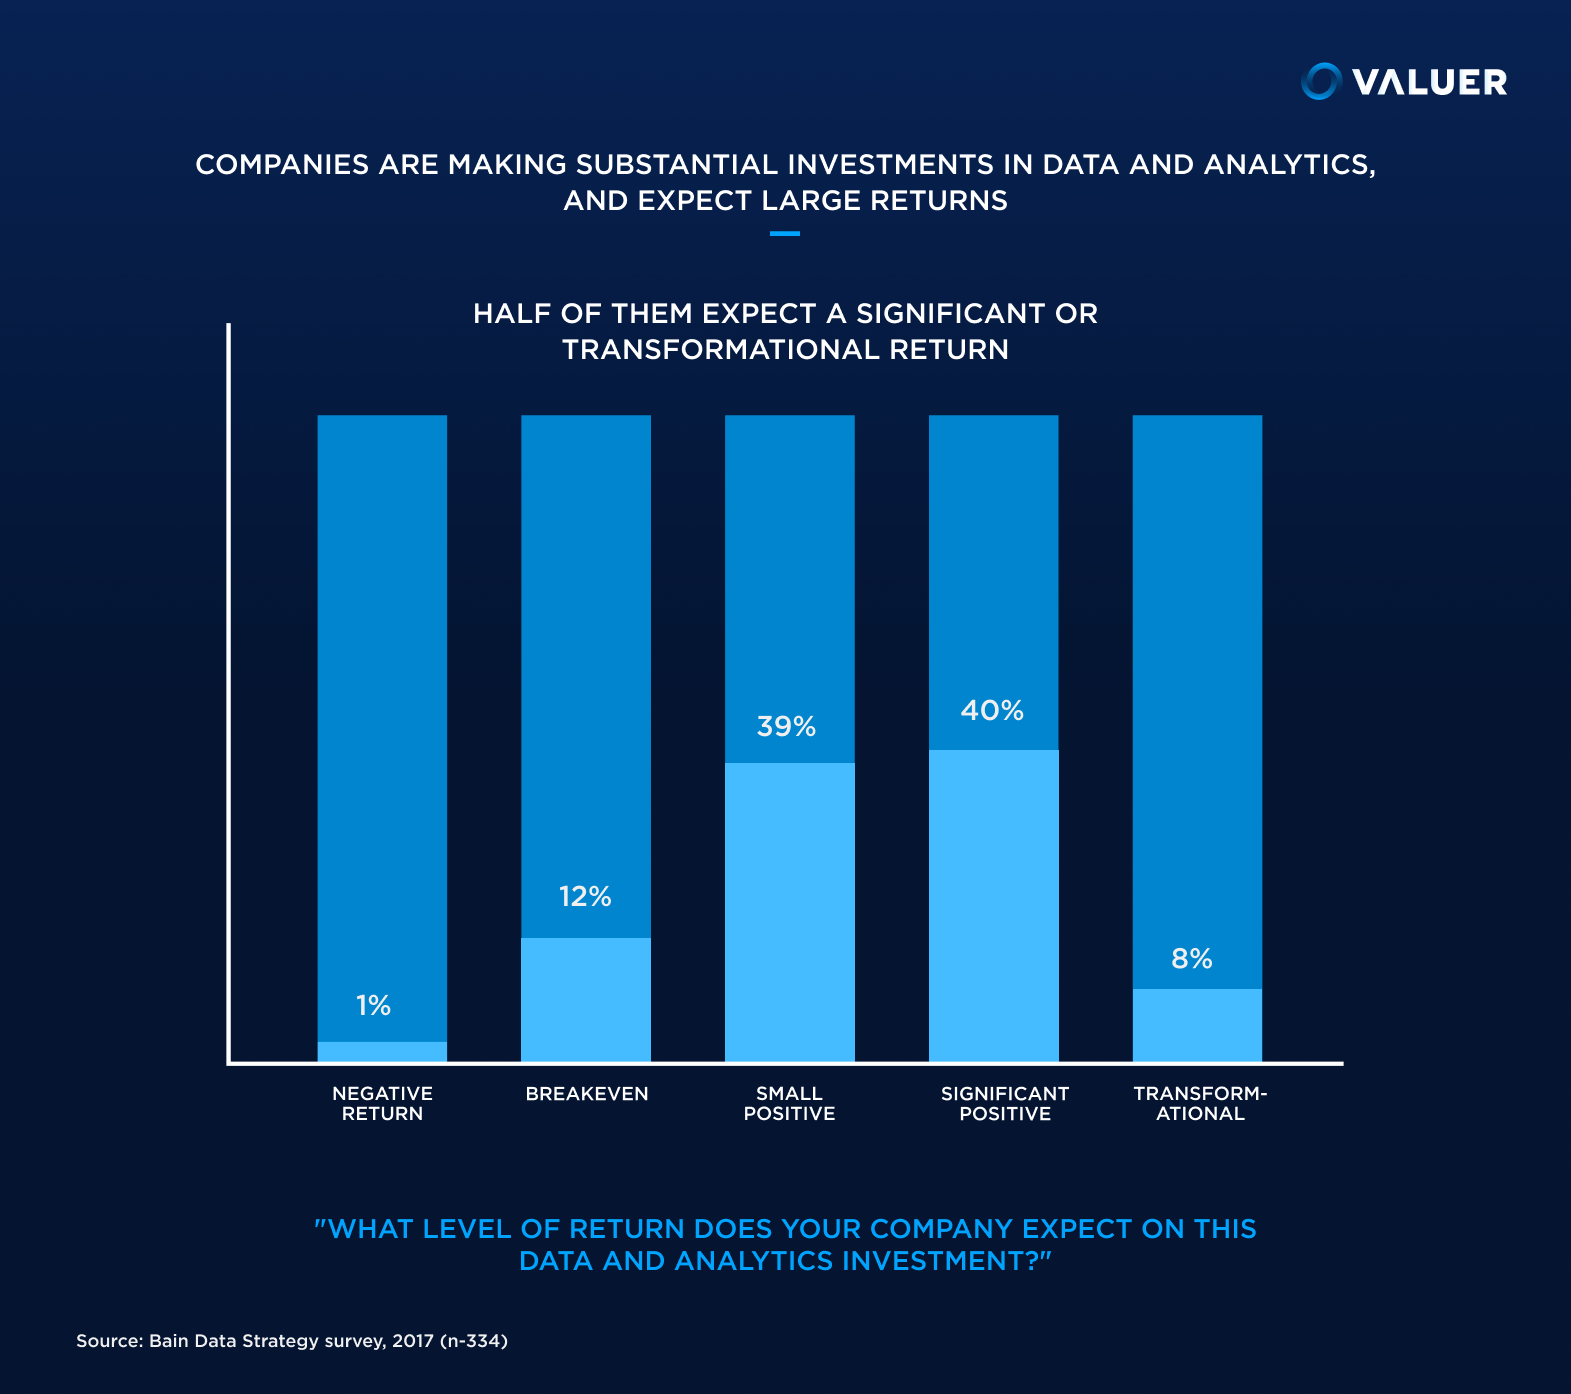 VALUER
COMPANIES ARE MAKING SUBSTANTIAL INVESTMENTS IN DATA AND ANALYTICS,
AND EXPECT LARGE RETURNS
HALF OF THEM EXPECT A SIGNIFICANT OR
TRANSFORMATIONAL RETURN
1%
12%
39%
40%
8%
NEGATIVE
RETURN
BREAKEVEN
SMALL
POSITIVE
SIGNIFICANT
POSITIVE
TRANSFORM-
ATIONAL
"WHAT LEVEL OF RETURN DOES YOUR COMPANY EXPECT ON THIS
DATA AND ANALYTICS INVESTMENT?"
Source: Bain Data Strategy survey, 2017 (n-334)